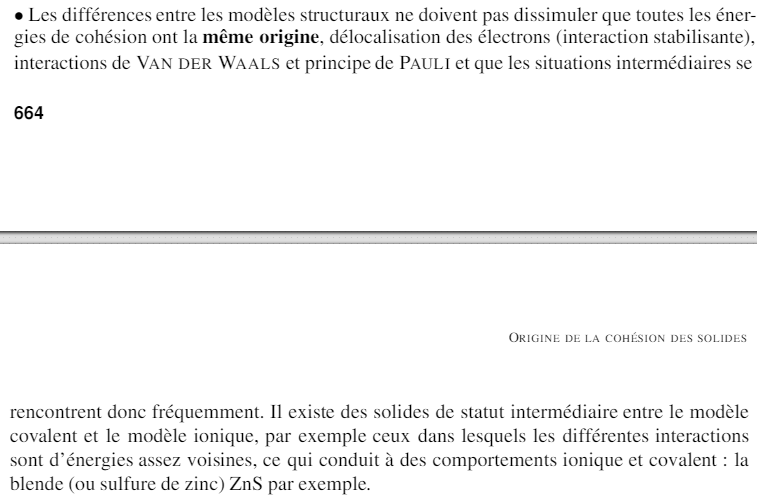 • Les différences entre les modèles structuraux ne doivent pas dissimuler que toutes les éner-
gies de cohésion ont la même origine, délocalisation des électrons (interaction stabilisante),
interactions de VAN DER WAALS et principe de PAULI et que les situations intermédiaires se
664
ORIGINE DE LA COHÉSION DES SOLIDES
rencontrent donc fréquemment. Il existe des solides de statut intermédiaire entre le modèle
covalent et le modèle ionique, par exemple ceux dans lesquels les différentes interactions
sont d'énergies assez voisines, ce qui conduit à des comportements ionique et covalent : la
blende (ou sulfure de zinc) ZnS par exemple.